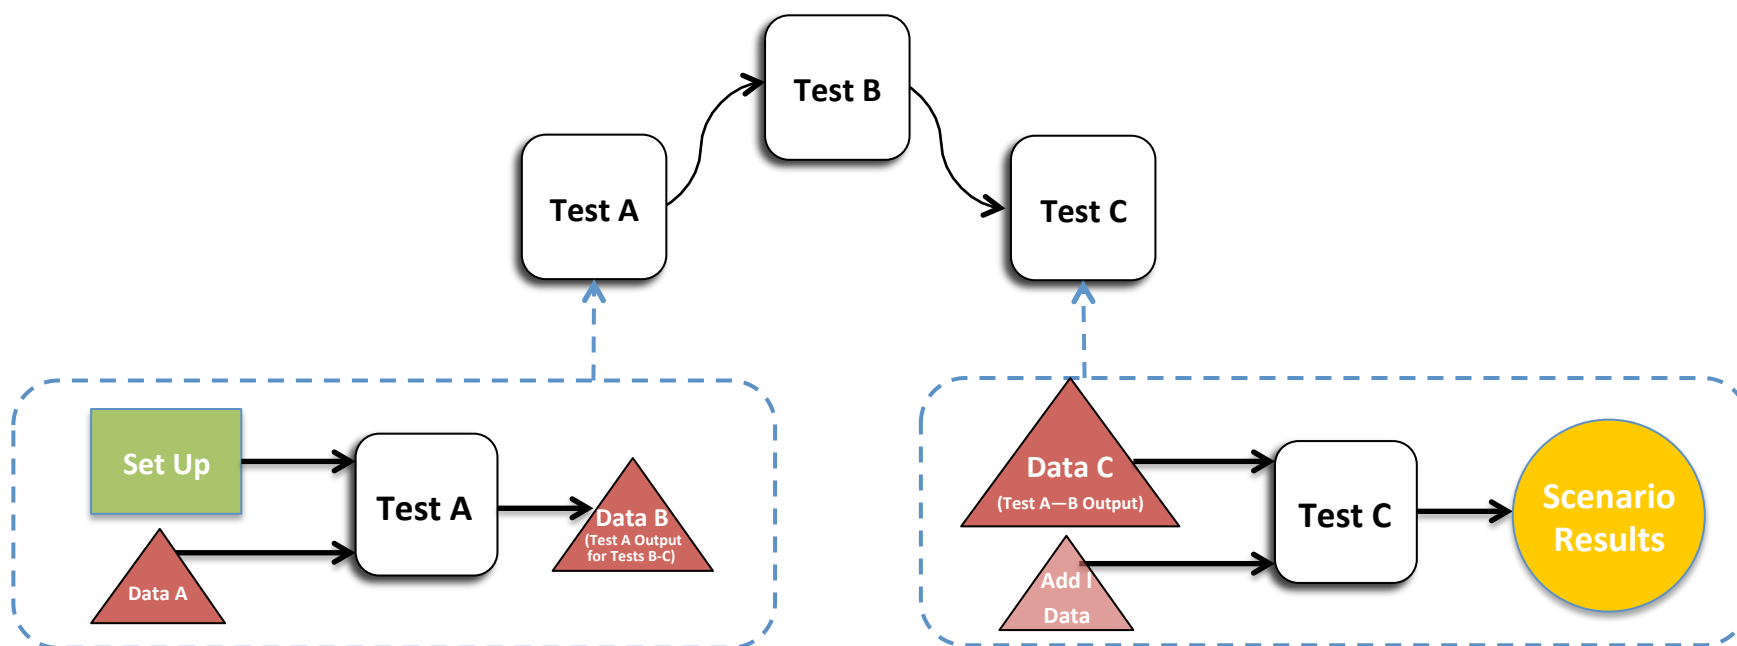 Test B
Test A
Test C
Set Up
Test A
Data B
(Test A Output
for Tests B-C)
Data A
Data C
(Test A—B Output)
Test C
Add l
Data
Scenario
Results